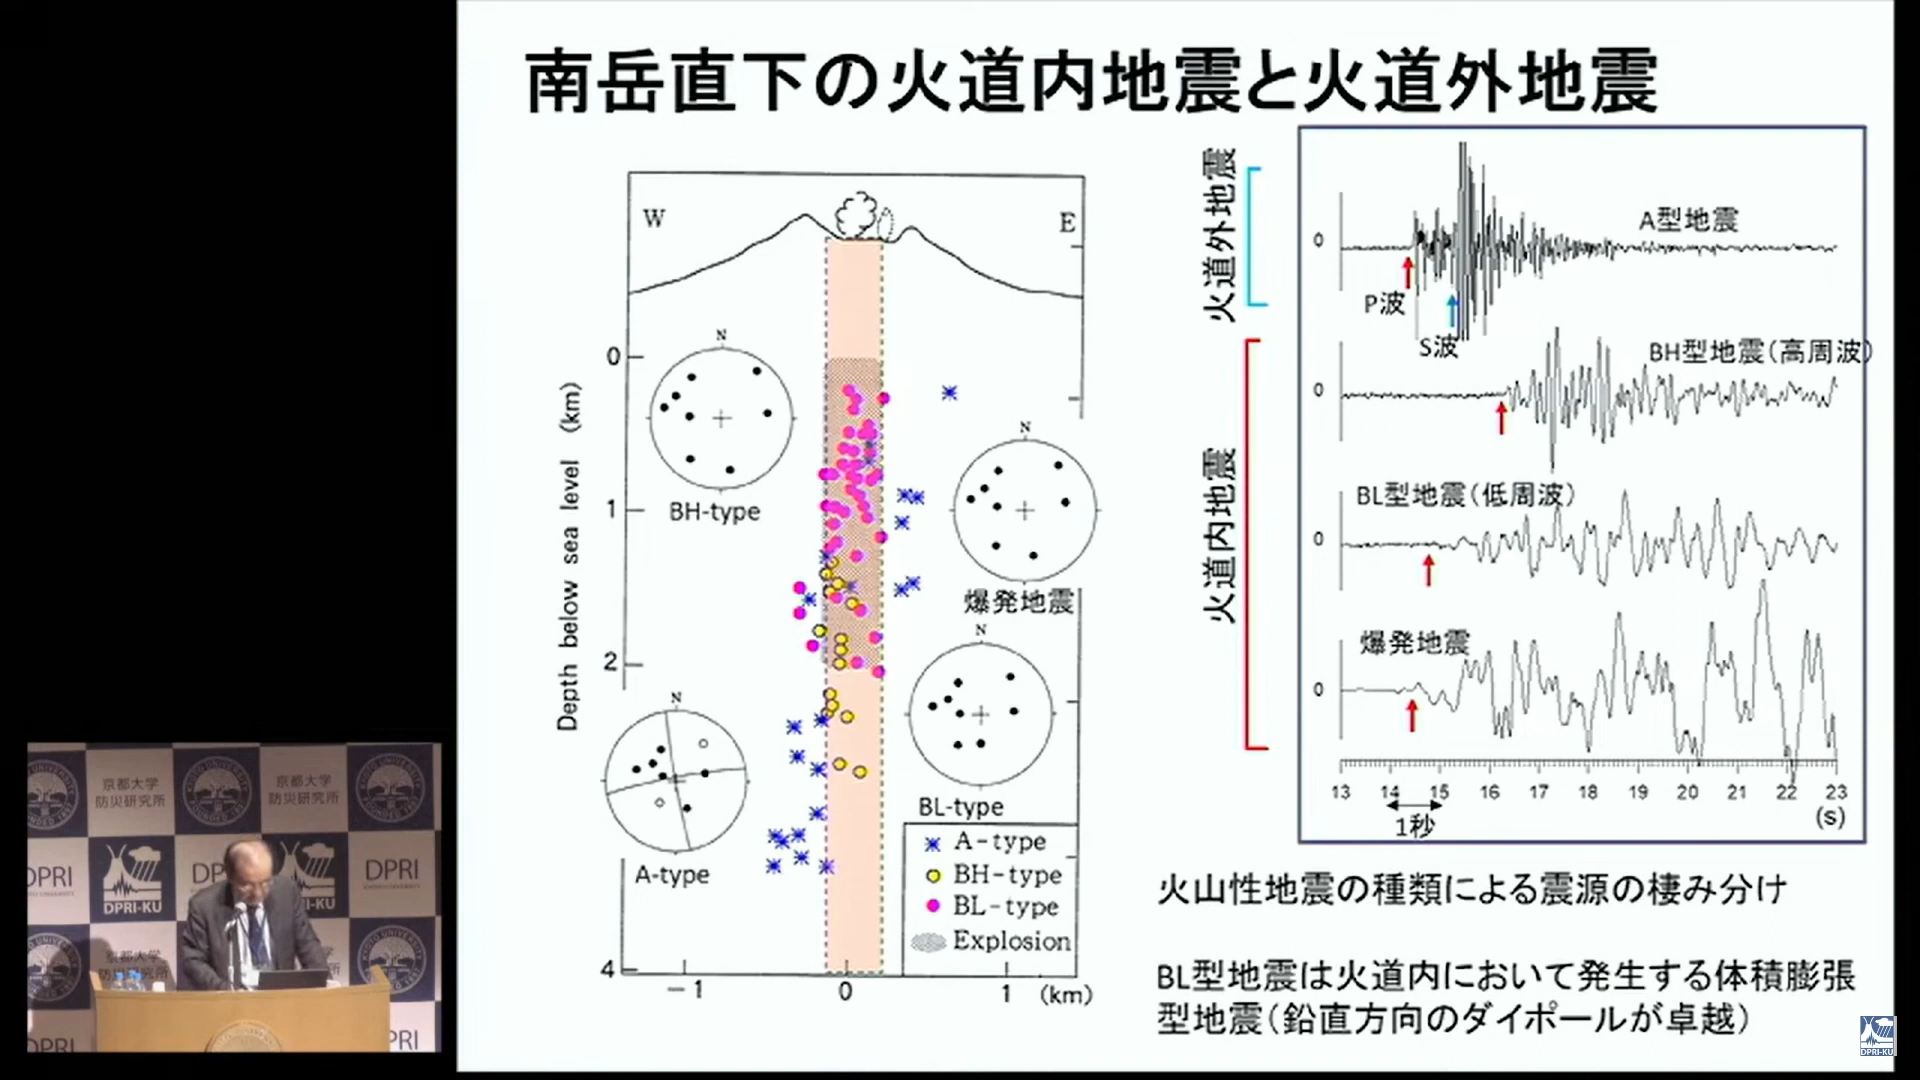 南岳直下の火道内地震と火道外地震
W
E
Depth below sea level (km)
0
1
2
4
−1
0
1
(km)
N
BH-type
N
爆発地震
N
BL-type
N
A-type
A-type
BH-type
BL-type
Explosion
火道外地震
火道内地震
0
A型地震
P波
S波
BH型地震(高周波)
0
BL型地震(低周波)
0
爆発地震
0
13 14 15 16 17 18 19 20 21 22 23
1秒
(s)
火山性地震の種類による震源の棲み分け
BL型地震は火道内において発生する体積膨張
型地震(鉛直方向のダイポールが卓越)
DPRI-KU
京都大学
防災研究所
京都大学
防災研究所
DPRI
DPRI-KU
DPRI